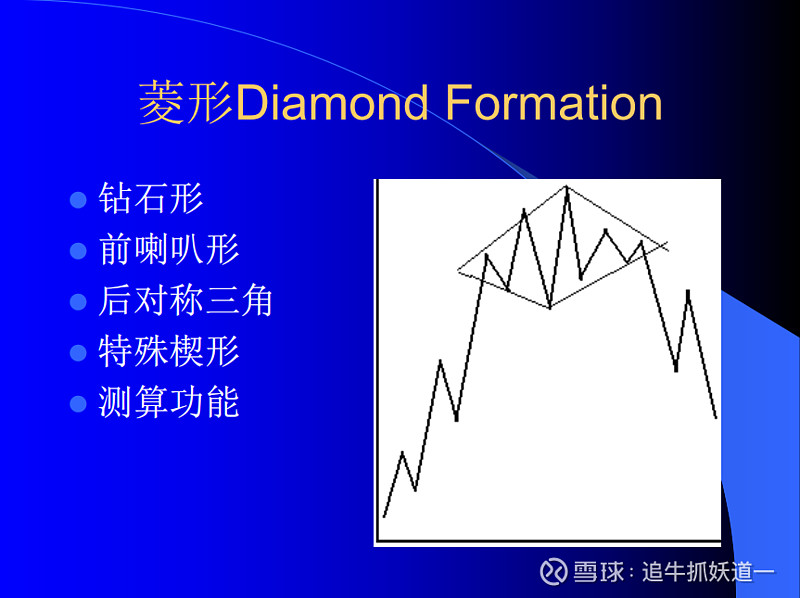 菱形Diamond Formation
钻石形
前喇叭形
后对称三角
特殊楔形
测算功能
雪球：追牛抓妖道一